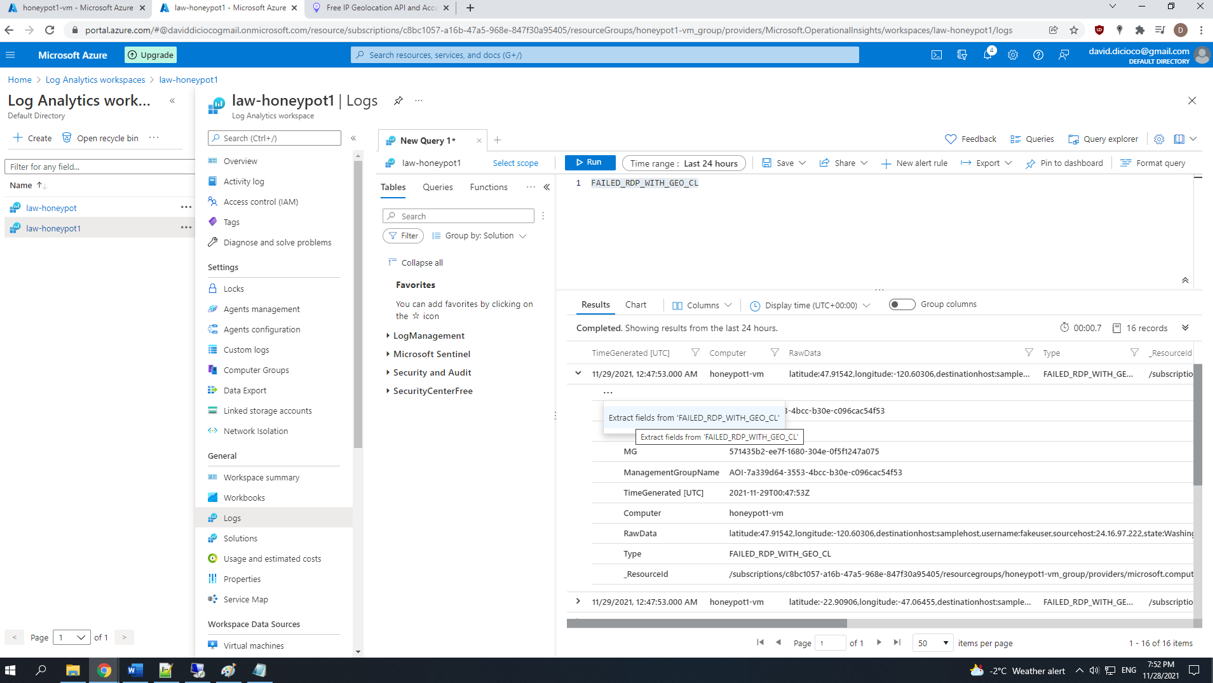 honeypot1-vm - Microsoft Azure
law-honeypot1 - Microsoft Azure
Free IP Geolocation API and Acc
portal.azure.com/#@daviddiciocogmail.onmicrosoft.com/resource/subscriptions/c8bc1057-a16b-47a5-968e-847f30a95405/resourceGroups/honeypot1-vm_group/providers/Microsoft.OperationalInsights/workspaces/law-honeypot1/logs
D
Microsoft Azure
Upgrade
Search resources, services, and docs (G+/)
4
david.dicioco@gmail.com
DEFAULT DIRECTORY
Home > Log Analytics workspaces > law-honeypot1
Log Analytics work...
Default Directory
Create
Open recycle bin
Filter for any field...
Name
law-honeypot
law-honeypot1
Page 1 of 1
law-honeypot1 | Logs
Log Analytics workspace
Search (Ctrl+/)
Overview
Activity log
Access control (IAM)
Tags
Diagnose and solve problems
Settings
Locks
Agents management
Agents configuration
Custom logs
Computer Groups
Data Export
Linked storage accounts
Network Isolation
General
Workspace summary
Workbooks
Logs
Solutions
Usage and estimated costs
Properties
Service Map
Workspace Data Sources
Virtual machines
New Query 1*
Feedback
Queries
Query explorer
law-honeypot1
Select scope
Run
Time range : Last 24 hours
Save
Share
New alert rule
Export
Pin to dashboard
Format query
Tables
Queries
Functions
Search
Filter
Group by: Solution
Collapse all
Favorites
You can add favorites by clicking on
the ☆ icon
LogManagement
Microsoft Sentinel
Security and Audit
SecurityCenterFree
1 FAILED_RDP_WITH_GEO_CL
Results
Chart
Columns
Display time (UTC+00:00)
Group columns
Completed. Showing results from the last 24 hours.
00:00.7
16 records
TimeGenerated [UTC]
Computer
RawData
Type
_ResourceId
11/29/2021, 12:47:53.000 AM honeypot1-vm latitude:47.91542,longitude:-120.60306,destinationhost:sample... FAILED_RDP_WITH_GE... /subscriptio
...
3-4bcc-b30e-c096cac54f53
Extract fields from 'FAILED_RDP_WITH_GEO_CL'
Extract fields from 'FAILED_RDP_WITH_GEO_CL'
MG 571435b2-ee7f-1680-304e-0f5f1247a075
ManagementGroupName AOI-7a339d64-3553-4bcc-b30e-c096cac54f53
TimeGenerated [UTC] 2021-11-29T00:47:53Z
Computer honeypot1-vm
RawData latitude:47.91542,longitude:-120.60306,destinationhost:samplehost,username:fakeuser,sourcehost:24.16.97.222,state:Washing
Type FAILED_RDP_WITH_GEO_CL
_ResourceId /subscriptions/c8bc1057-a16b-47a5-968e-847f30a95405/resourcegroups/honeypot1-vm_group/providers/microsoft.comput
11/29/2021, 12:47:53.000 AM honeypot1-vm latitude:-22.90906,longitude:-47.06455,destinationhost:sample... FAILED_RDP_WITH_GE... /subscriptio
Page 1 of 1
50 items per page
1 - 16 of 16 items
-2°C Weather alert
ENG
7:52 PM
11/28/2021